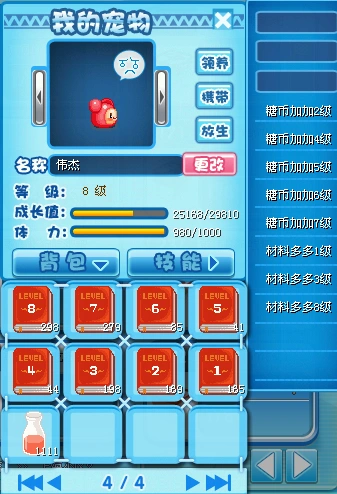 我的宠物
领养
携带
放生
名称 伟杰 更改
等 级: 8 级
成长值: 25168/29810
体 力: 980/1000
背包 技能
LEVEL 8 298
LEVEL 7 279
LEVEL 6 85
LEVEL 5 41
LEVEL 4 44
LEVEL 3 198
LEVEL 2 189
LEVEL 1 185
1111
4/4
糖币加加2级
糖币加加4级
糖币加加5级
糖币加加6级
糖币加加7级
材料多多1级
材料多多3级
材料多多8级